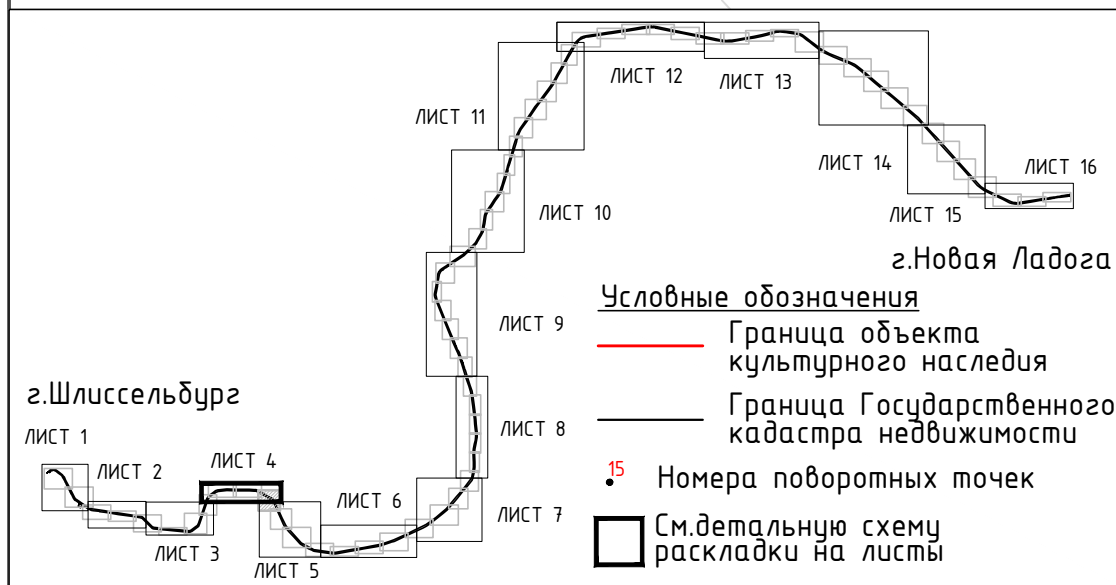 ЛИСТ 12
ЛИСТ 13
ЛИСТ 11
ЛИСТ 14
ЛИСТ 16
ЛИСТ 10
ЛИСТ 15
г.Новая Ладога
ЛИСТ 9
Условные обозначения
Граница объекта
культурного наследия
г.Шлиссельбург
Граница Государственного
кадастра недвижимости
ЛИСТ 8
ЛИСТ 1
ЛИСТ 2
ЛИСТ 4
15
Номера поворотных точек
ЛИСТ 6
ЛИСТ 7
ЛИСТ 3
ЛИСТ 5
См.детальную схему
раскладки на листы